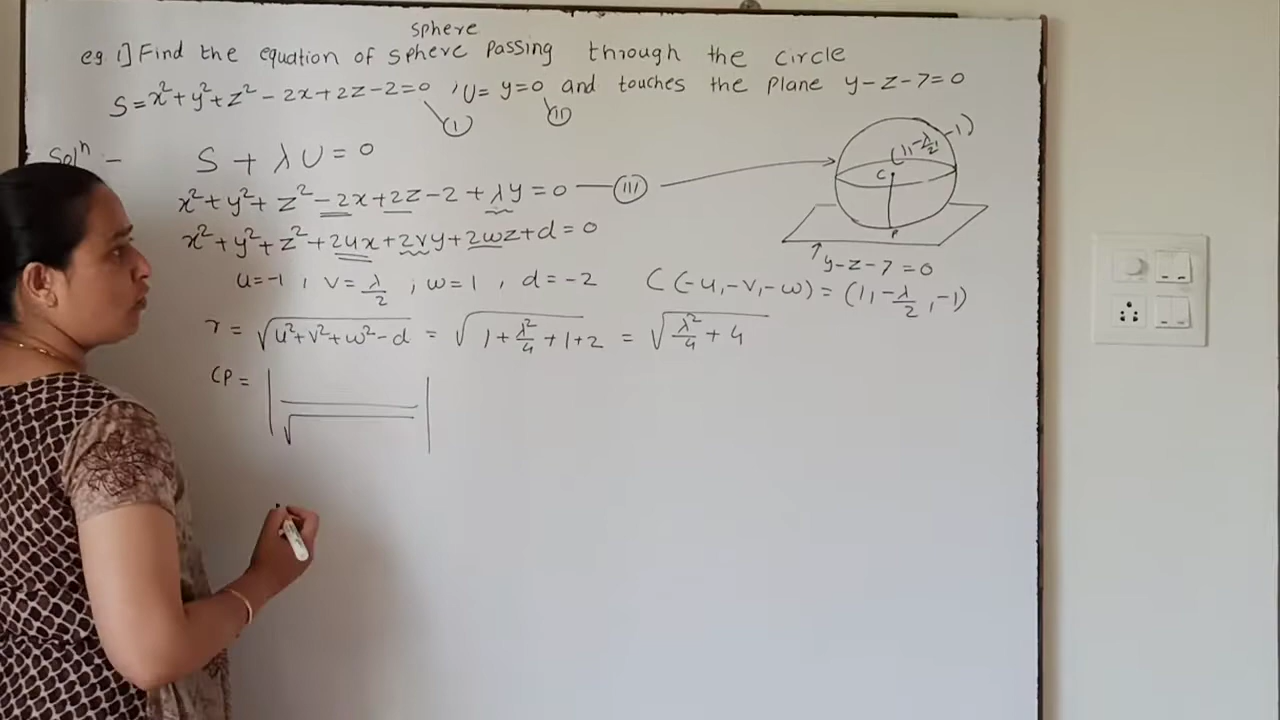 sphere
eg 1] Find the equation of sphere passing through the circle
S = x² + y² + z² - 2x + 2z - 2 = 0 , U = y = 0 and touches the plane y - z - 7 = 0
I II
Solⁿ - S + λU = 0
x² + y² + z² - 2x + 2z - 2 + λy = 0 — III
x² + y² + z² + 2ux + 2vy + 2wz + d = 0
u = -1 , v = λ/2 , w = 1 , d = -2 C (-u, -v, -w) = (1, -λ/2, -1)
r = √(u² + v² + w² - d) = √(1 + λ²/4 + 1 + 2) = √(λ²/4 + 4)
CP =
(1, -λ/2, -1)
C
P
y - z - 7 = 0